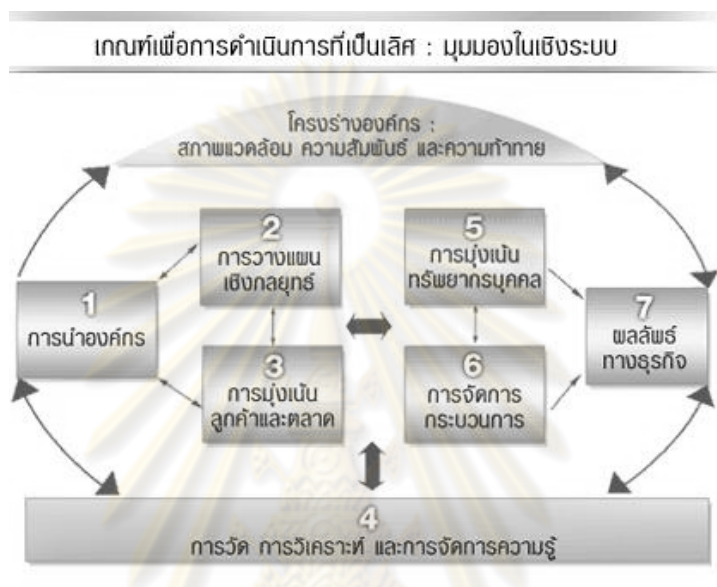 เกณฑ์เพื่อการดำเนินการที่เป็นเลิศ : มุมมองในเชิงระบบ
โครงร่างองค์กร :
สภาพแวดล้อม ความสัมพันธ์ และความท้าทาย
1
การนำองค์กร
2
การวางแผน
เชิงกลยุทธ์
3
การมุ่งเน้น
ลูกค้าและตลาด
5
การมุ่งเน้น
ทรัพยากรบุคคล
6
การจัดการ
กระบวนการ
7
ผลลัพธ์
ทางธุรกิจ
4
การวัด การวิเคราะห์ และการจัดการความรู้